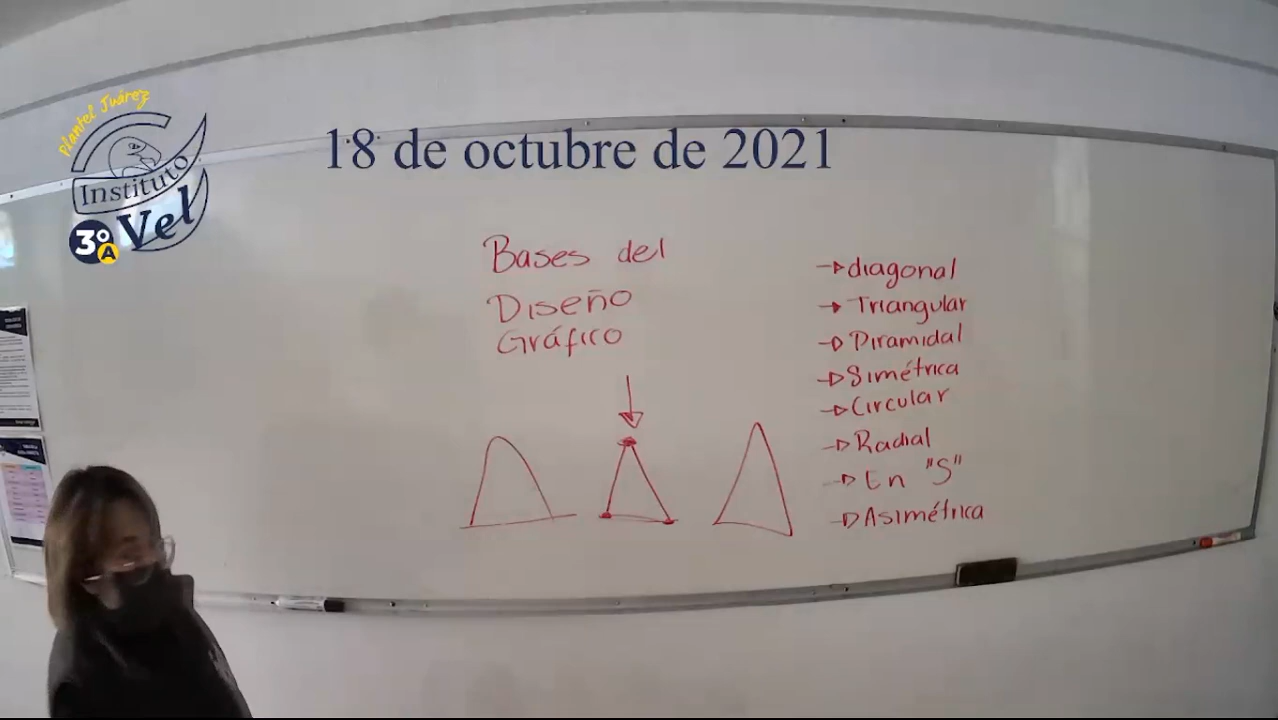 Plantel Juárez
Instituto
Vel
3º
A
18 de octubre de 2021
Bases del
Diseño
Gráfico
diagonal
Triangular
Piramidal
Simétrica
Circular
Radial
En "S"
Asimétrica